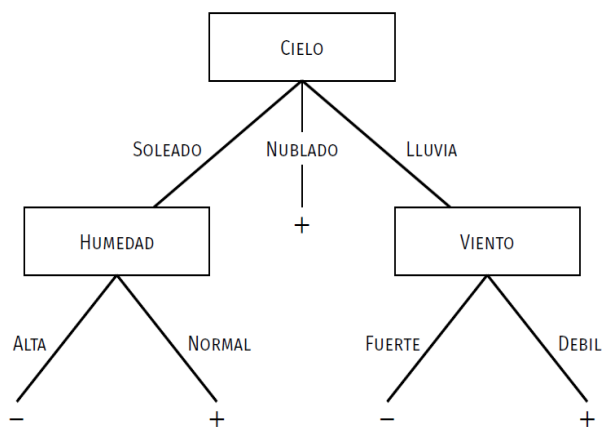 CIELO
SOLEADO NUBLADO LLUVIA
+
HUMEDAD VIENTO
ALTA NORMAL FUERTE DEBIL
− + − +